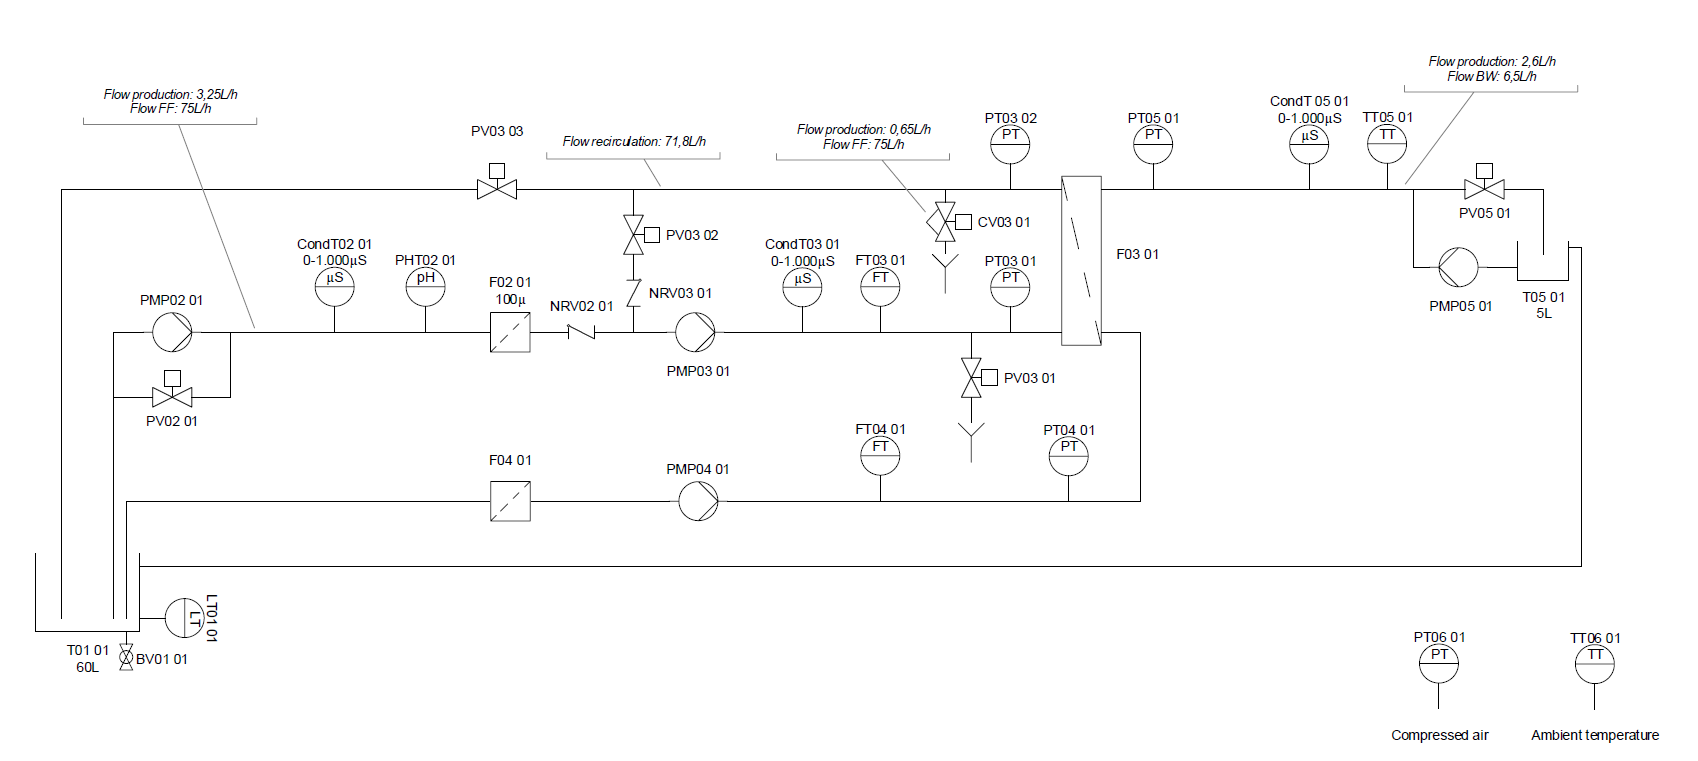 Flow production: 2,6L/h
Flow BW: 6,5L/h
Flow production: 3,25L/h
Flow FF: 75L/h
PV03 03
Flow recirculation: 71,8L/h
Flow production: 0,65L/h
Flow FF: 75L/h
PT03 02
PT
PT05 01
PT
CondT 05 01
0-1.000µS
µS
TT05 01
TT
PV05 01
CondT02 01
0-1.000µS
µS
PHT02 01
pH
PV03 02
CondT03 01
0-1.000µS
µS
FT03 01
FT
CV03 01
PT03 01
PT
F03 01
PMP02 01
F02 01
100µ
NRV02 01
NRV03 01
PMP05 01
T05 01
5L
PV02 01
PMP03 01
PV03 01
F04 01
PMP04 01
FT04 01
FT
PT04 01
PT
LT01 01
LT
T01 01
60L
BV01 01
PT06 01
PT
TT06 01
TT
Compressed air
Ambient temperature